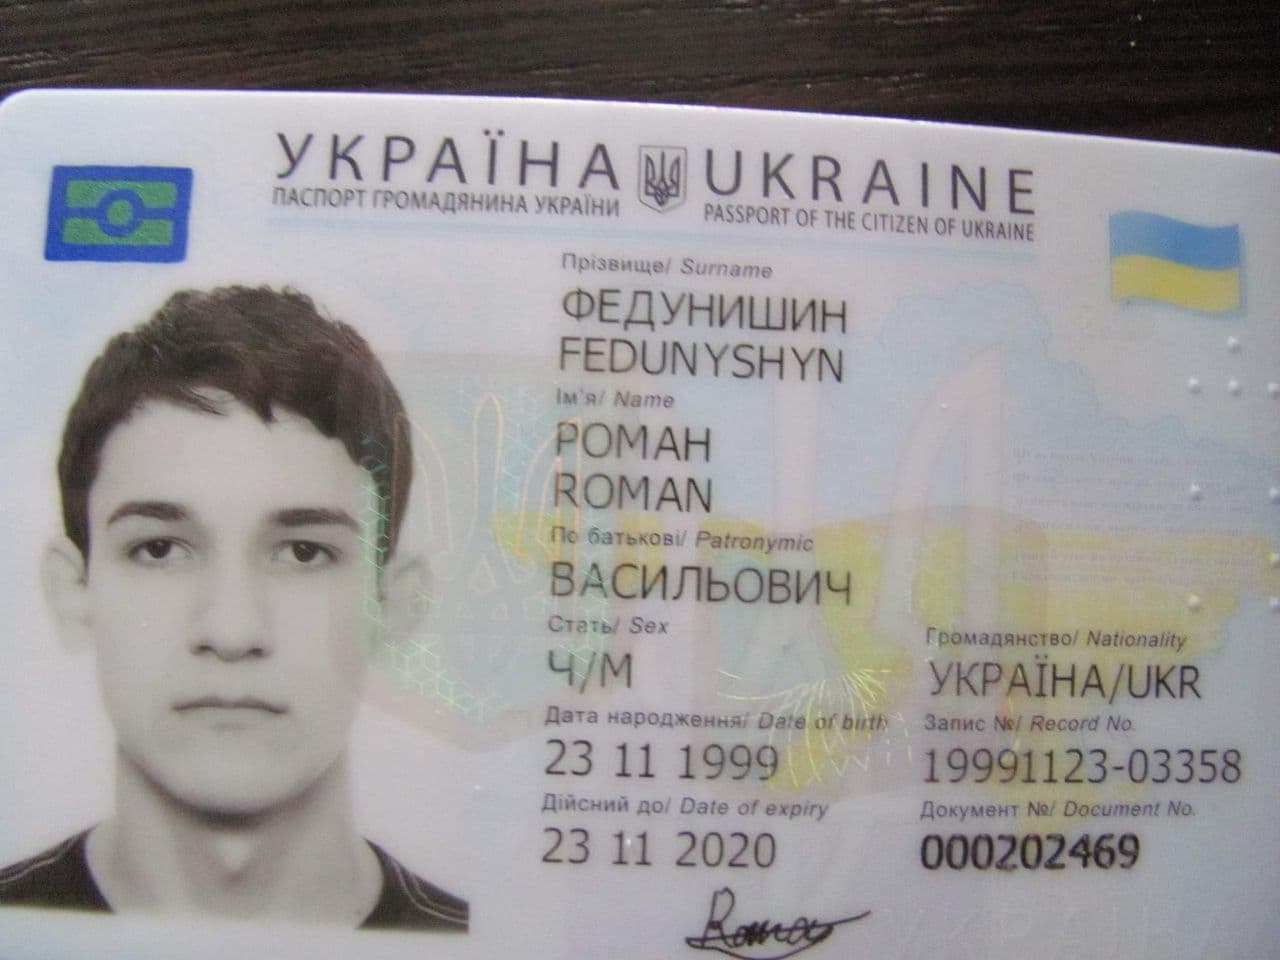 УКРАЇНА UKRAINE
ПАСПОРТ ГРОМАДЯНИНА УКРАЇНИ PASSPORT OF THE CITIZEN OF UKRAINE
Прізвище/ Surname
ФЕДУНИШИН
FEDUNYSHYN
Ім'я/ Name
РОМАН
ROMAN
По батькові/ Patronymic
ВАСИЛЬОВИЧ
Стать/ Sex
Ч/М
Громадянство/ Nationality
УКРАЇНА/UKR
Дата народження/ Date of birth
23 11 1999
Запис №/ Record No.
19991123-03358
Дійсний до/ Date of expiry
23 11 2020
Документ №/ Document No.
000202469
УКРАЇНА